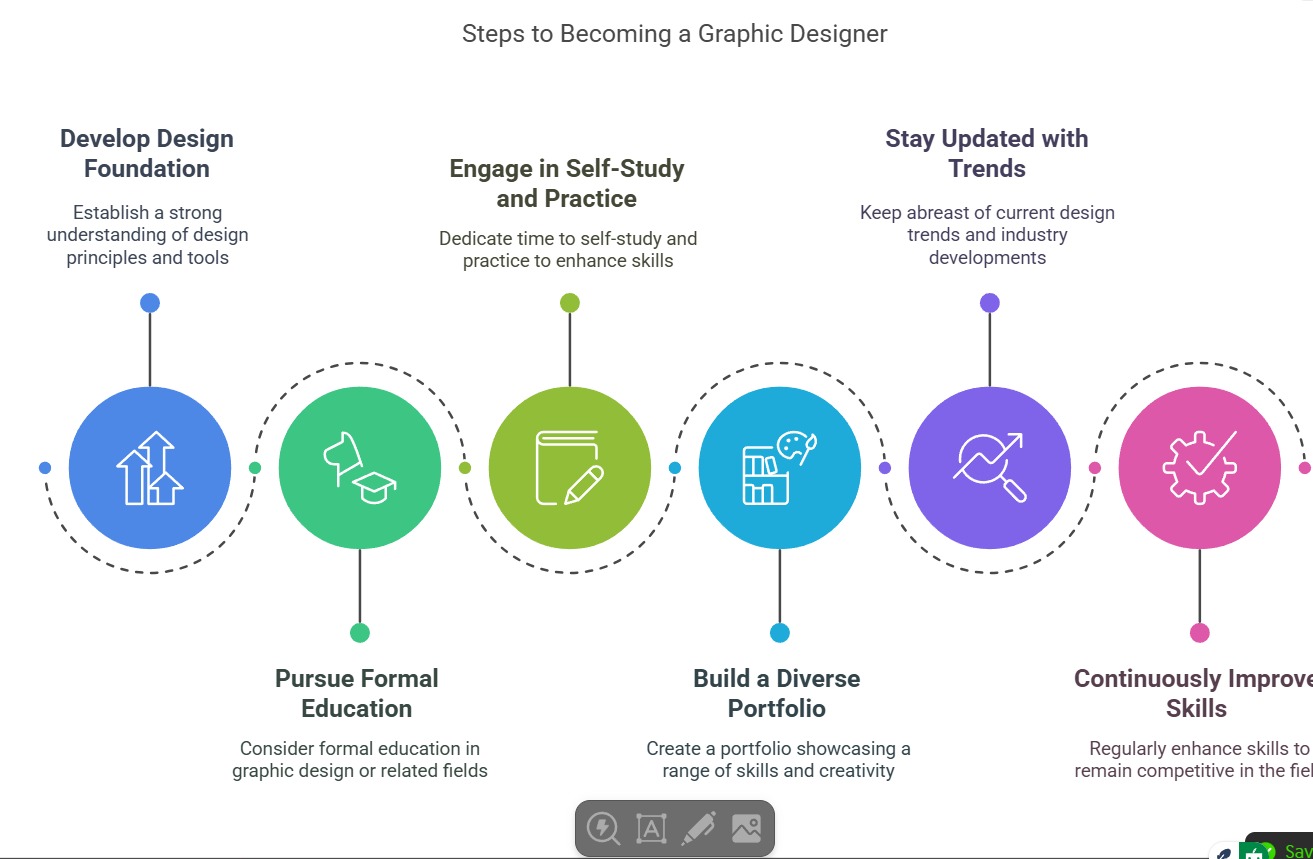 Steps to Becoming a Graphic Designer
Develop Design
Foundation
Establish a strong
understanding of design
principles and tools
Pursue Formal
Education
Consider formal education in
graphic design or related fields
Engage in Self-Study
and Practice
Dedicate time to self-study and
practice to enhance skills
Build a Diverse
Portfolio
Create a portfolio showcasing a
range of skills and creativity
Stay Updated with
Trends
Keep abreast of current design
trends and industry
developments
Continuously Improve
Skills
Regularly enhance skills to
remain competitive in the
A